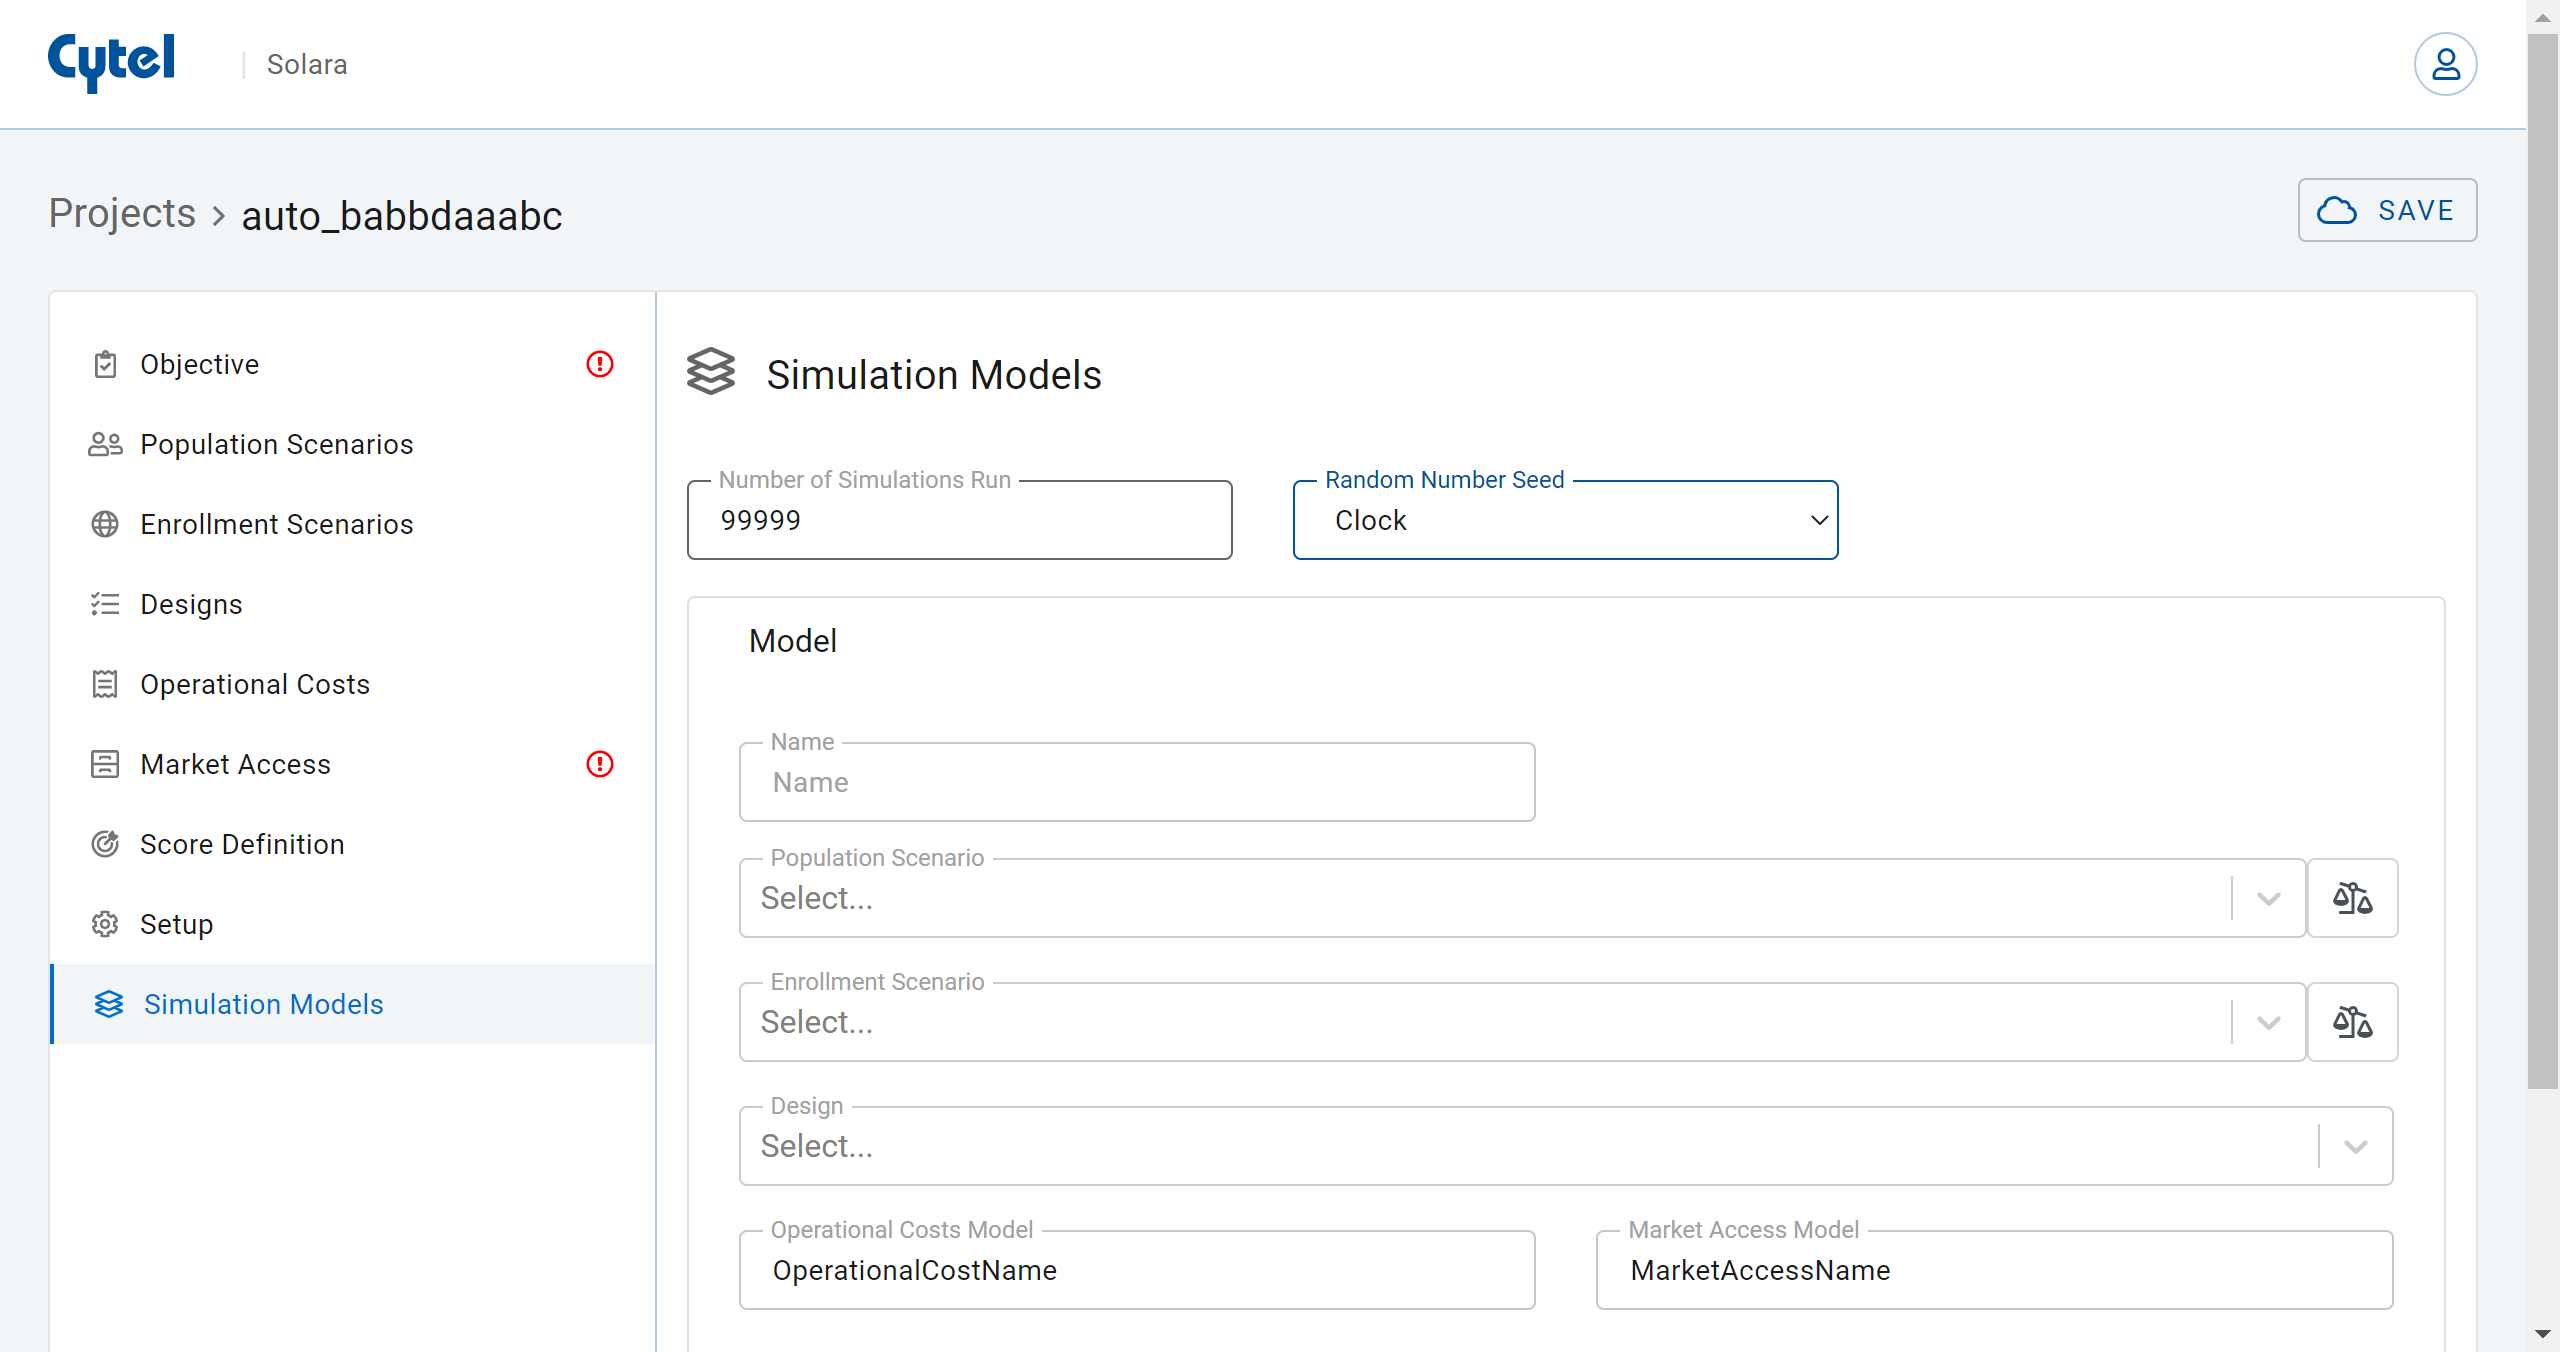 Cytel
Solara
Projects > auto_babbdaaabc
SAVE
Objective
Population Scenarios
Enrollment Scenarios
Designs
Operational Costs
Market Access
Score Definition
Setup
Simulation Models
Simulation Models
Number of Simulations Run
99999
Random Number Seed
Clock
Model
Name
Name
Population Scenario
Select...
Enrollment Scenario
Select...
Design
Select...
Operational Costs Model
OperationalCostName
Market Access Model
MarketAccessName